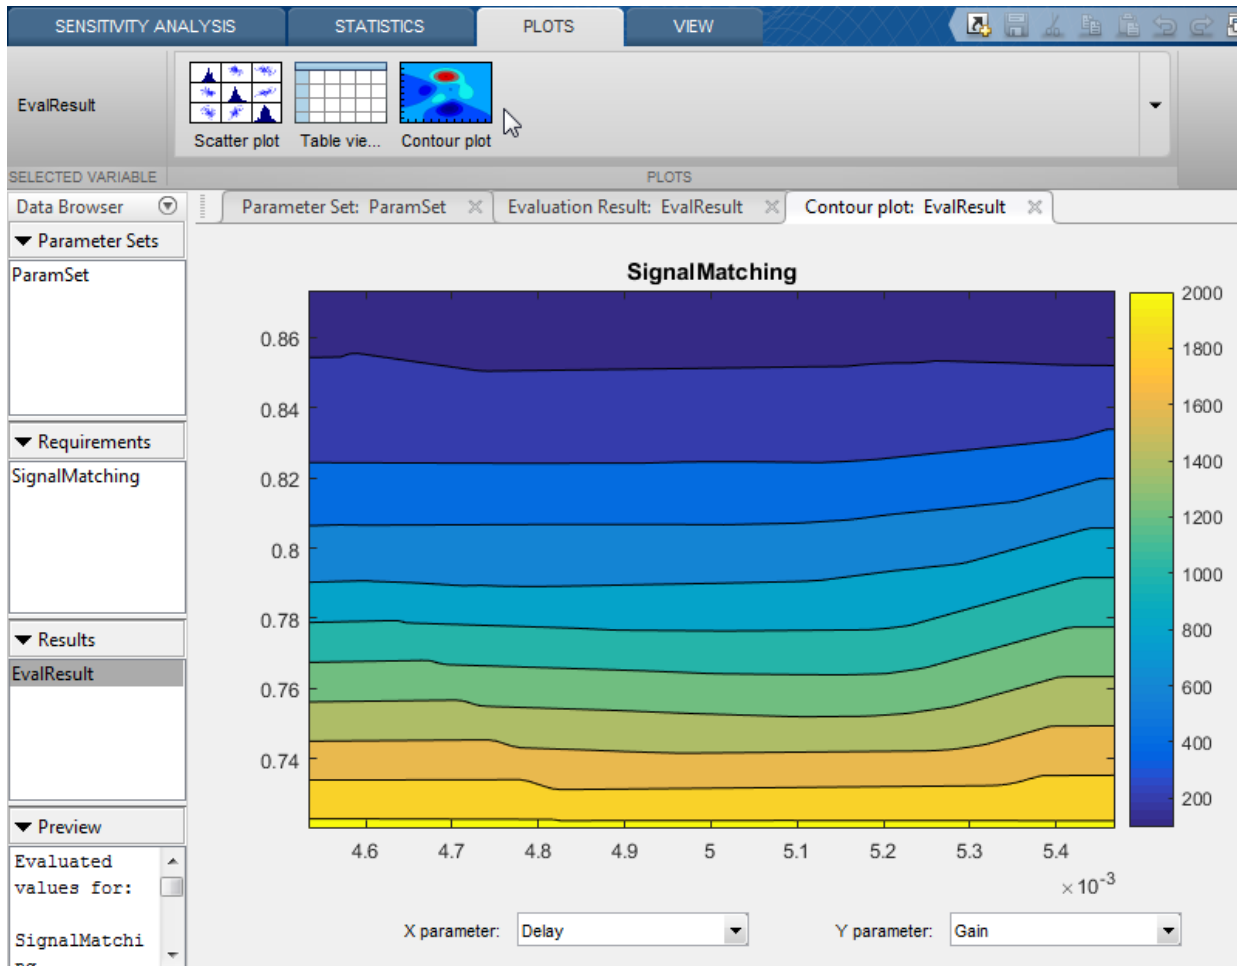 SENSITIVITY ANALYSIS STATISTICS PLOTS VIEW
EvalResult
Scatter plot Table vie... Contour plot
SELECTED VARIABLE PLOTS
Data Browser Parameter Set: ParamSet Evaluation Result: EvalResult Contour plot: EvalResult
Parameter Sets
ParamSet
Requirements
SignalMatching
Results
EvalResult
Preview
Evaluated
values for:
SignalMatchi
SignalMatching
0.86
0.84
0.82
0.8
0.78
0.76
0.74
4.6 4.7 4.8 4.9 5 5.1 5.2 5.3 5.4
×10⁻³
2000
1800
1600
1400
1200
1000
800
600
400
200
X parameter: Delay Y parameter: Gain